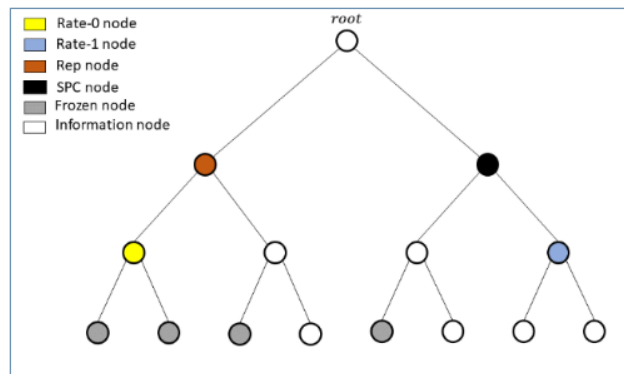 root
Rate-0 node
Rate-1 node
Rep node
SPC node
Frozen node
Information node